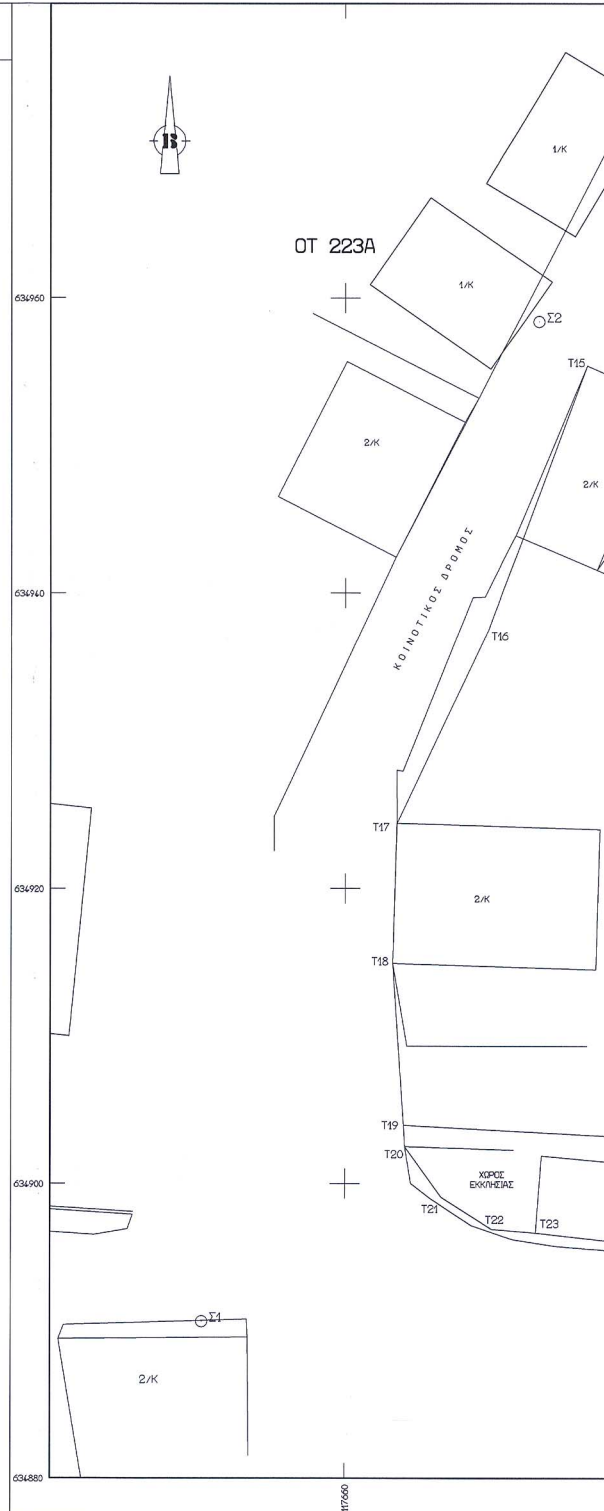 B
1/K
ΟΤ 223Α
1/K
634960
Σ2
T15
2/K
2/K
634940
ΚΟΙΝΟΤΙΚΟΣ ΔΡΟΜΟΣ
T16
T17
634920
2/K
T18
T19
T20
634900
ΧΩΡΟΣ
ΕΚΚΛΗΣΙΑΣ
T21
T22
T23
Σ1
2/K
634880
117660